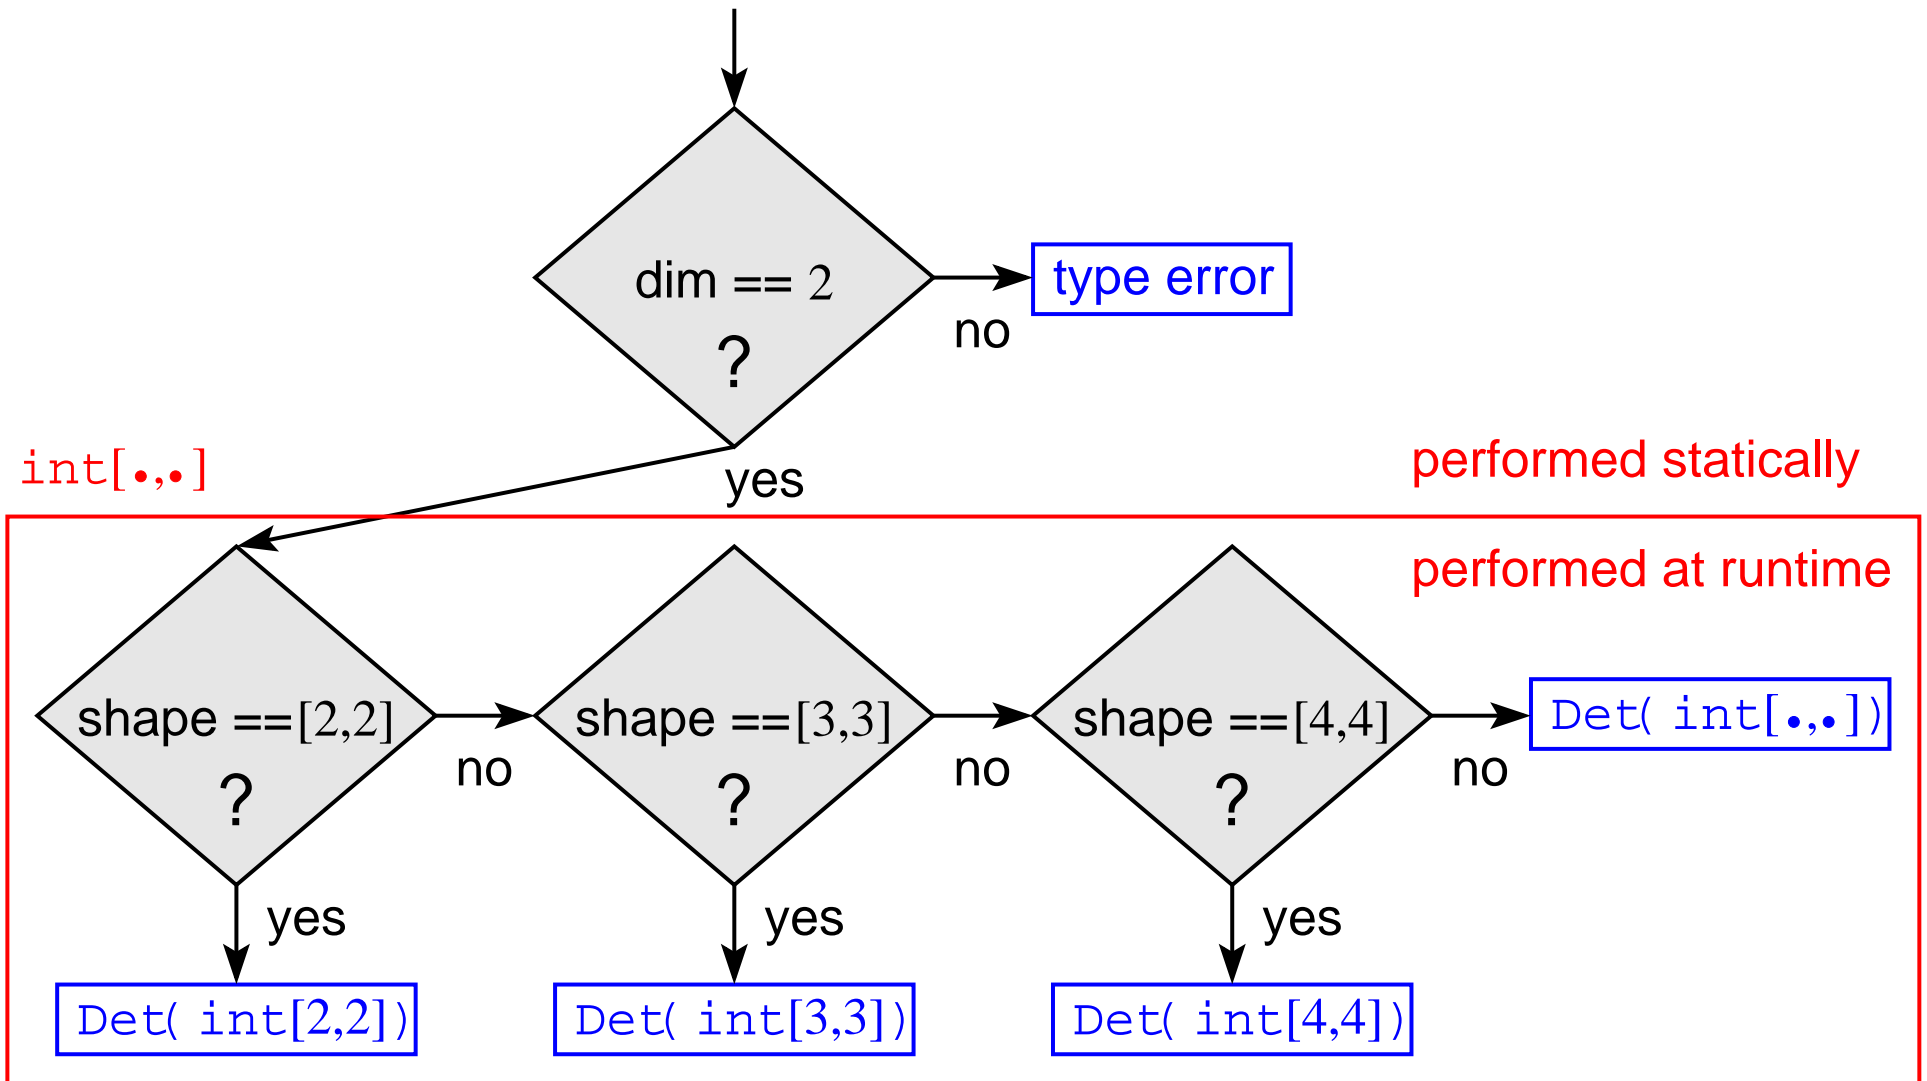 dim == 2
?
type error
no
yes
int[•,•]
performed statically
performed at runtime
shape ==[2,2]
?
no
shape ==[3,3]
?
no
shape ==[4,4]
?
no
Det( int[•,•])
yes
yes
yes
Det( int[2,2])
Det( int[3,3])
Det( int[4,4])